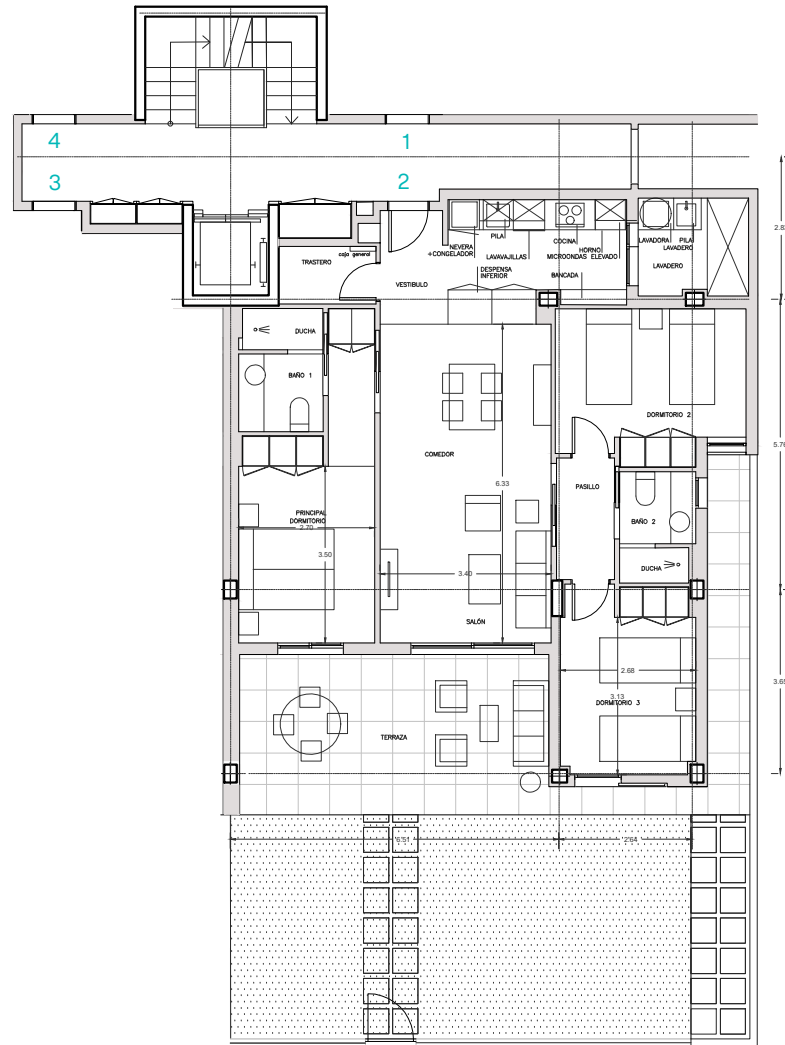 4
1
3
2
PILA
COCINA
NEVERA
+CONGELADOR
LAVAVAJILLAS
HORNO
MICROONDAS ELEVADO
LAVADORA
PILA
LAVADERO
LAVADERO
caja general
TRASTERO
DESPENSA
INFERIOR
BANCADA
VESTIBULO
DUCHA
BAÑO 1
DORMITORIO 2
COMEDOR
5.76
6.33
PASILLO
PRINCIPAL
DORMITORIO
2.70
BAÑO 2
3.50
3.40
DUCHA
SALÓN
2.68
3.13
DORMITORIO 3
TERRAZA
6.51
2.64